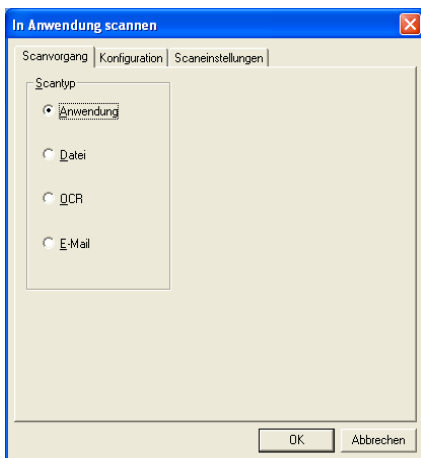 In Anwendung scannen
Scanvorgang Konfiguration Scaneinstellungen
Scantyp
Anwendung
Datei
OCR
E-Mail
OK Abbrechen